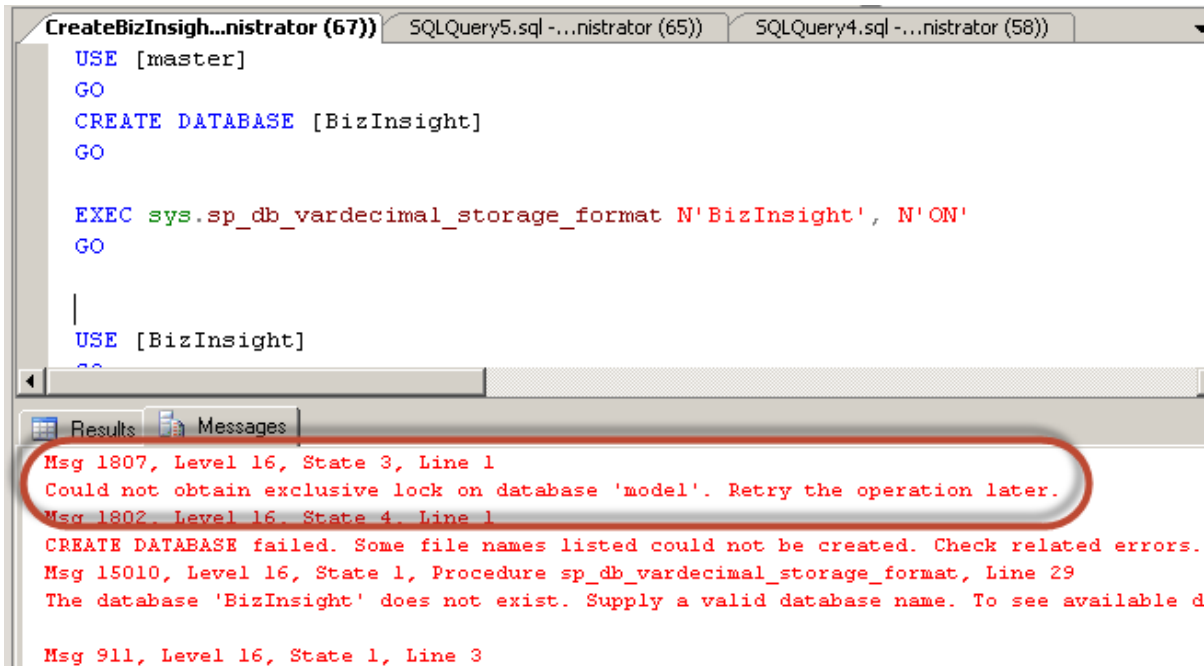 CreateBizInsigh...nistrator (67))
SQLQuery5.sql -...nistrator (65))
SQLQuery4.sql -...nistrator (58))
USE [master]
GO
CREATE DATABASE [BizInsight]
GO
EXEC sys.sp_db_vardecimal_storage_format N'BizInsight', N'ON'
GO
USE [BizInsight]
GO
Results
Messages
Msg 1807, Level 16, State 3, Line 1
Could not obtain exclusive lock on database 'model'. Retry the operation later.
Msg 1802, Level 16, State 4, Line 1
CREATE DATABASE failed. Some file names listed could not be created. Check related errors.
Msg 15010, Level 16, State 1, Procedure sp_db_vardecimal_storage_format, Line 29
The database 'BizInsight' does not exist. Supply a valid database name. To see available d
Msg 911, Level 16, State 1, Line 3